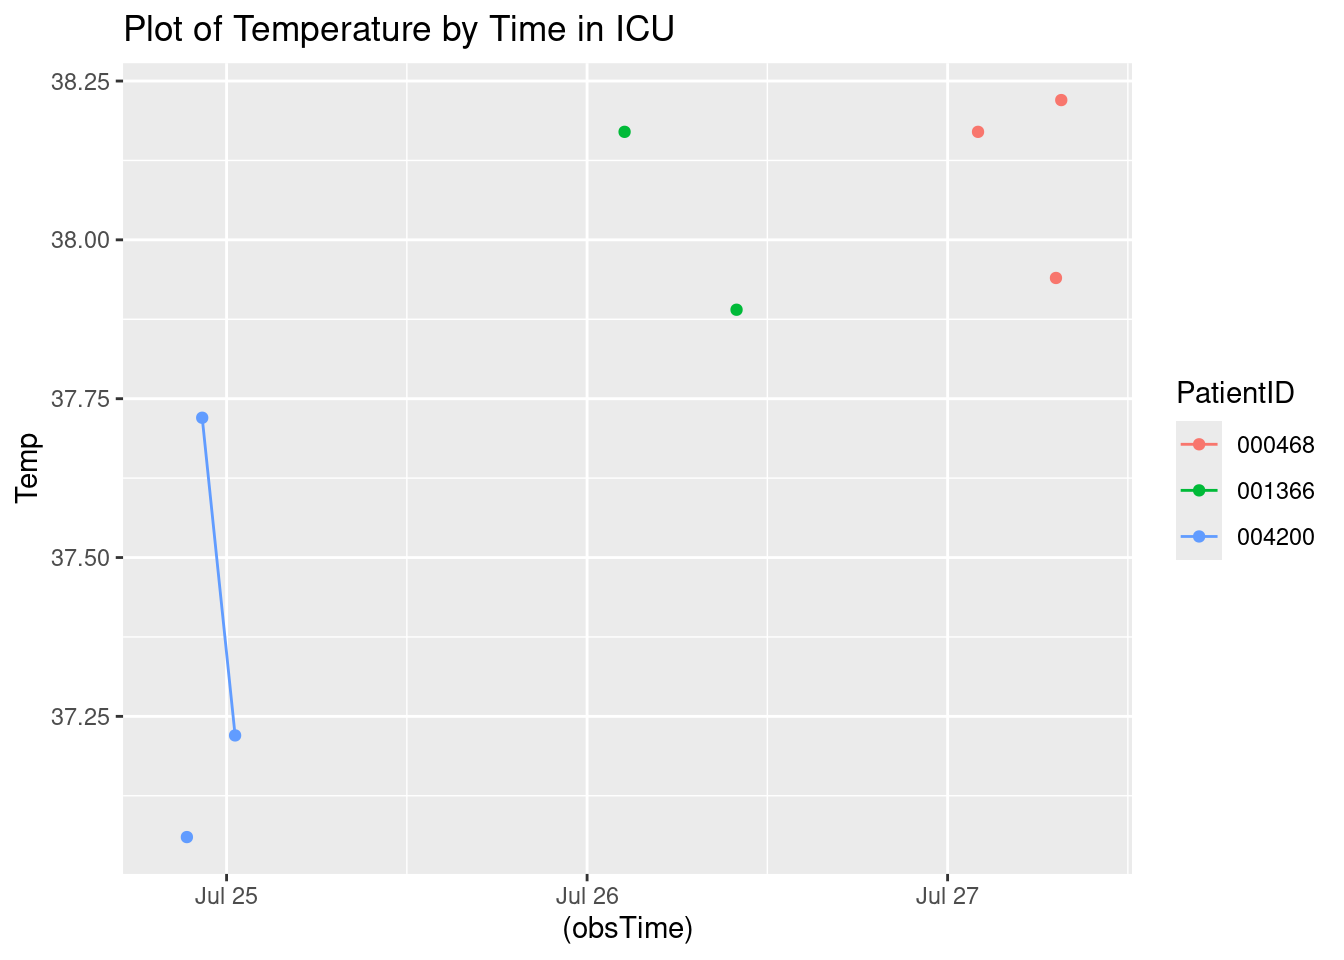 Plot of Temperature by Time in ICU
38.25
38.00
37.75
37.50
37.25
Temp
Jul 25
Jul 26
Jul 27
(obsTime)
PatientID
000468
001366
004200